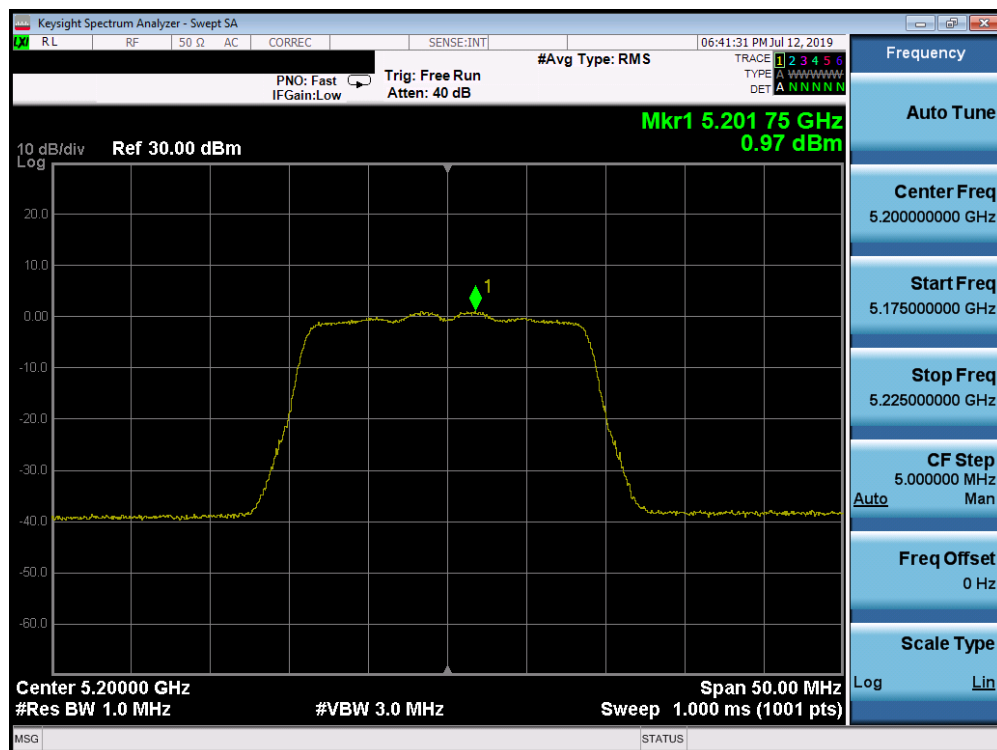 Keysight Spectrum Analyzer - Swept SA
LXI RL RF 50 Ω AC CORREC SENSE:INT 06:41:31 PM Jul 12, 2019
#Avg Type: RMS TRACE 1 2 3 4 5 6
PNO: Fast Trig: Free Run TYPE A WWWWW
IFGain:Low Atten: 40 dB DET A N N N N N
Mkr1 5.201 75 GHz
0.97 dBm
10 dB/div Ref 30.00 dBm
Log
20.0
10.0
1
0.00
-10.0
-20.0
-30.0
-40.0
-50.0
-60.0
Center 5.20000 GHz Span 50.00 MHz
#Res BW 1.0 MHz #VBW 3.0 MHz Sweep 1.000 ms (1001 pts)
MSG STATUS
Frequency
Auto Tune
Center Freq
5.200000000 GHz
Start Freq
5.175000000 GHz
Stop Freq
5.225000000 GHz
CF Step
5.000000 MHz
Auto Man
Freq Offset
0 Hz
Scale Type
Log Lin